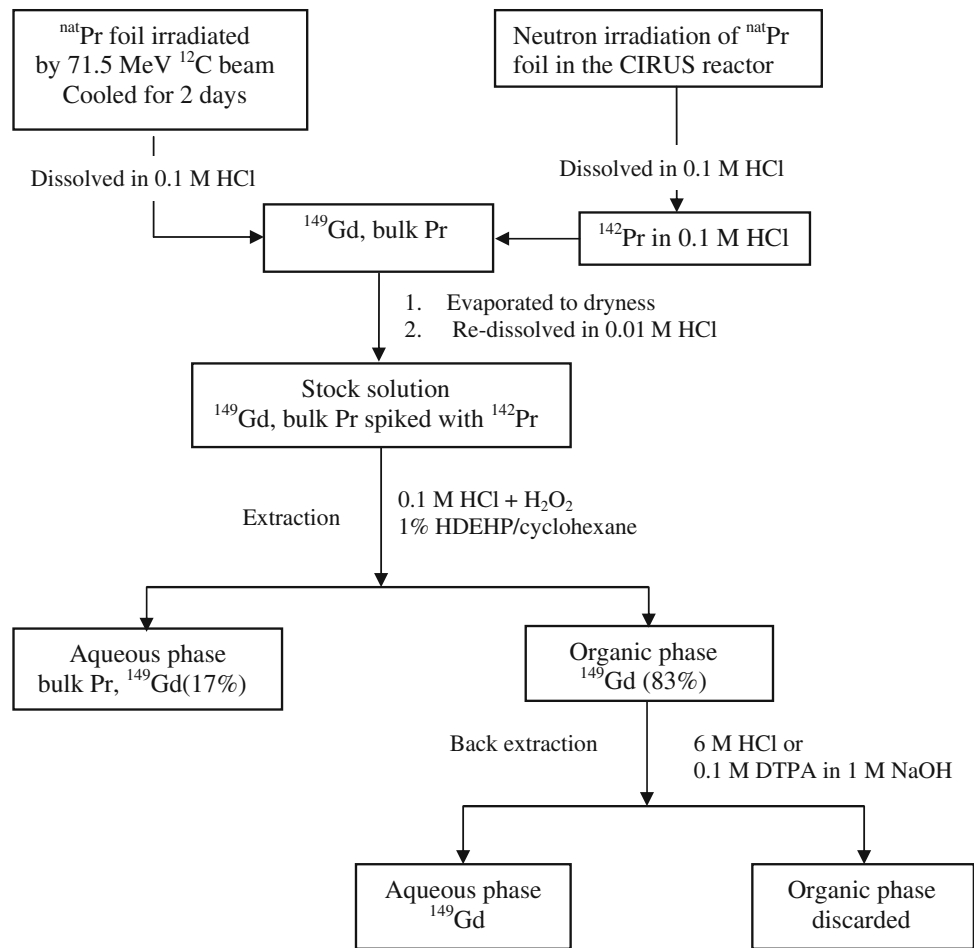 ⁿᵃᵗPr foil irradiated
by 71.5 MeV ¹²C beam
Cooled for 2 days
Neutron irradiation of ⁿᵃᵗPr
foil in the CIRUS reactor
Dissolved in 0.1 M HCl
Dissolved in 0.1 M HCl
¹⁴⁹Gd, bulk Pr
¹⁴²Pr in 0.1 M HCl
1. Evaporated to dryness
2. Re-dissolved in 0.01 M HCl
Stock solution
¹⁴⁹Gd, bulk Pr spiked with ¹⁴²Pr
Extraction
0.1 M HCl + H₂O₂
1% HDEHP/cyclohexane
Aqueous phase
bulk Pr, ¹⁴⁹Gd(17%)
Organic phase
¹⁴⁹Gd (83%)
Back extraction
6 M HCl or
0.1 M DTPA in 1 M NaOH
Aqueous phase
¹⁴⁹Gd
Organic phase
discarded